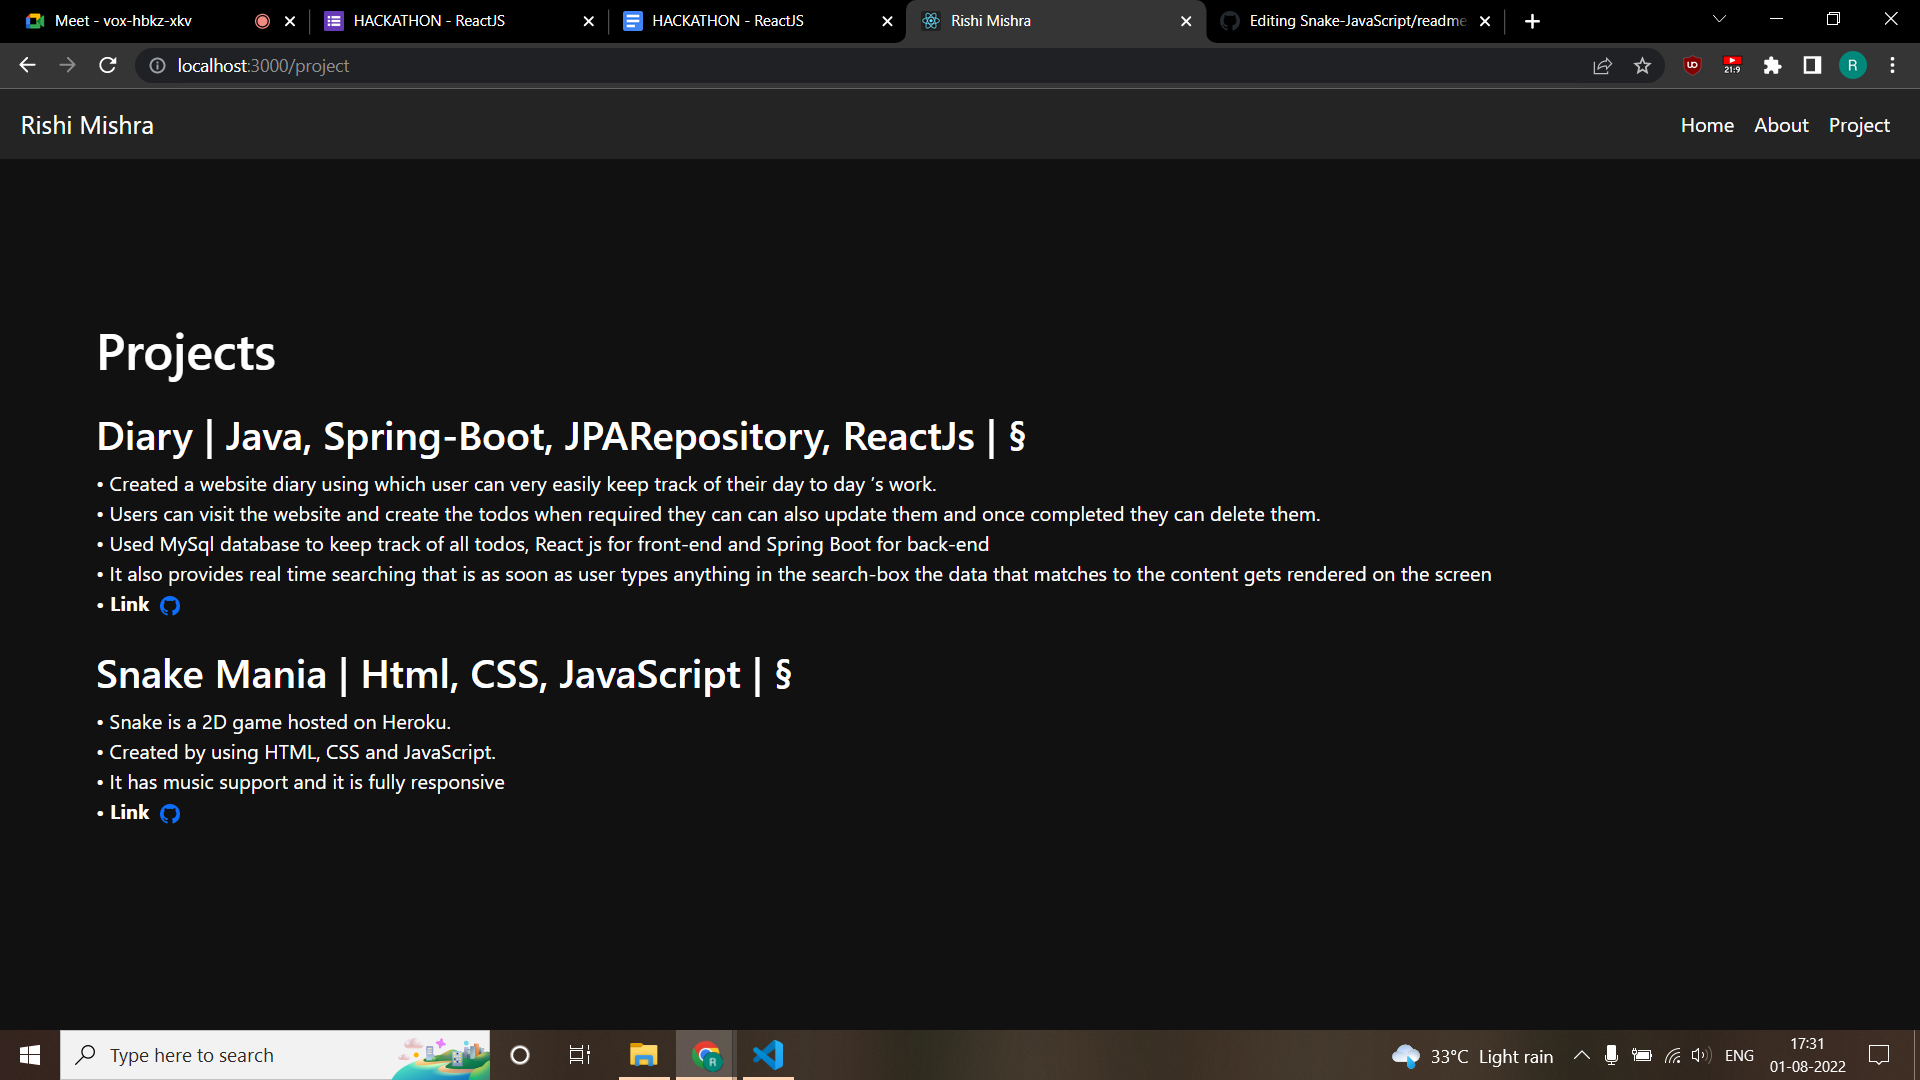 Meet - vox-hbkz-xkv
HACKATHON - ReactJS
HACKATHON - ReactJS
Rishi Mishra
Editing Snake-JavaScript/readme
localhost:3000/project
21:9
R
Rishi Mishra
Home About Project
Projects
Diary | Java, Spring-Boot, JPARepository, ReactJs | §
• Created a website diary using which user can very easily keep track of their day to day ‘s work.
• Users can visit the website and create the todos when required they can can also update them and once completed they can delete them.
• Used MySql database to keep track of all todos, React js for front-end and Spring Boot for back-end
• It also provides real time searching that is as soon as user types anything in the search-box the data that matches to the content gets rendered on the screen
• Link
Snake Mania | Html, CSS, JavaScript | §
• Snake is a 2D game hosted on Heroku.
• Created by using HTML, CSS and JavaScript.
• It has music support and it is fully responsive
• Link
Type here to search
R
33°C Light rain
ENG
17:31
01-08-2022